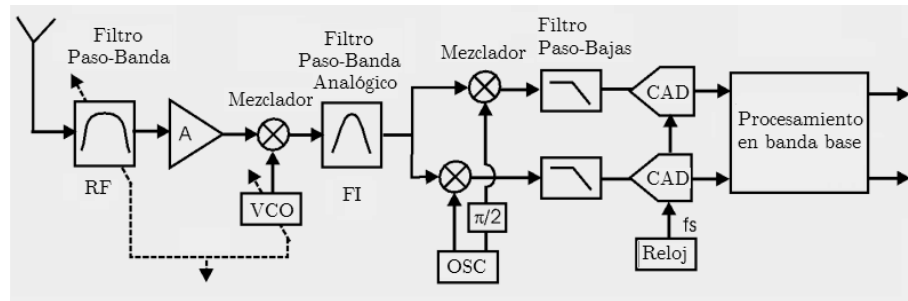 Filtro
Paso-Banda
A
RF
Mezclador
VCO
Filtro
Paso-Banda
Analógico
FI
Mezclador
π/2
OSC
Filtro
Paso-Bajas
CAD
CAD
fs
Reloj
Procesamiento
en banda base